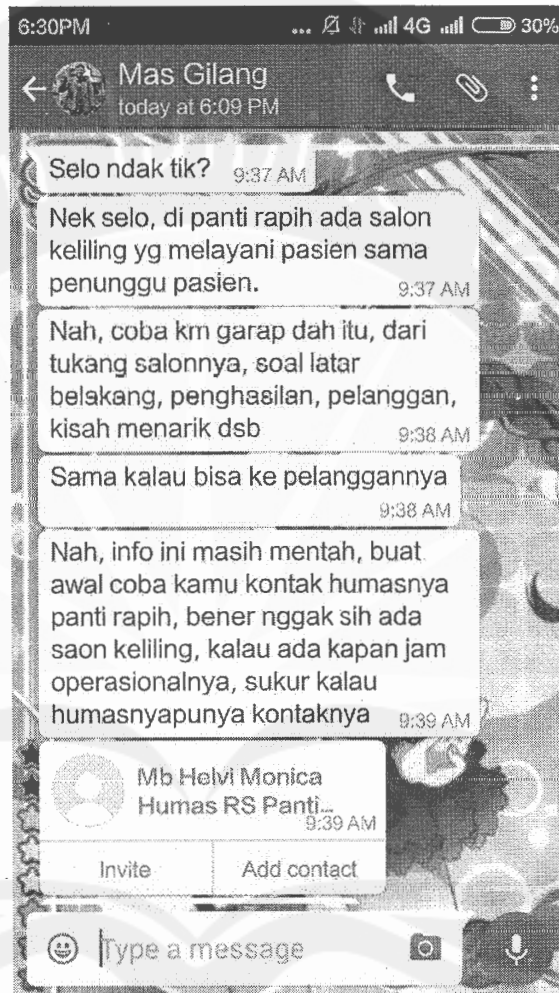 6:30PM ... 4G 30%
Mas Gilang
today at 6:09 PM
Selo ndak tik? 9:37 AM
Nek selo, di panti rapih ada salon
keliling yg melayani pasien sama
penunggu pasien. 9:37 AM
Nah, coba km garap dah itu, dari
tukang salonnya, soal latar
belakang, penghasilan, pelanggan,
kisah menarik dsb 9:38 AM
Sama kalau bisa ke pelanggannya
9:38 AM
Nah, info ini masih mentah, buat
awal coba kamu kontak humasnya
panti rapih, bener nggak sih ada
saon keliling, kalau ada kapan jam
operasionalnya, sukur kalau
humasnyapunya kontaknya 9:39 AM
Mb Helvi Monica
Humas RS Panti...
9:39 AM
Invite Add contact
Type a message